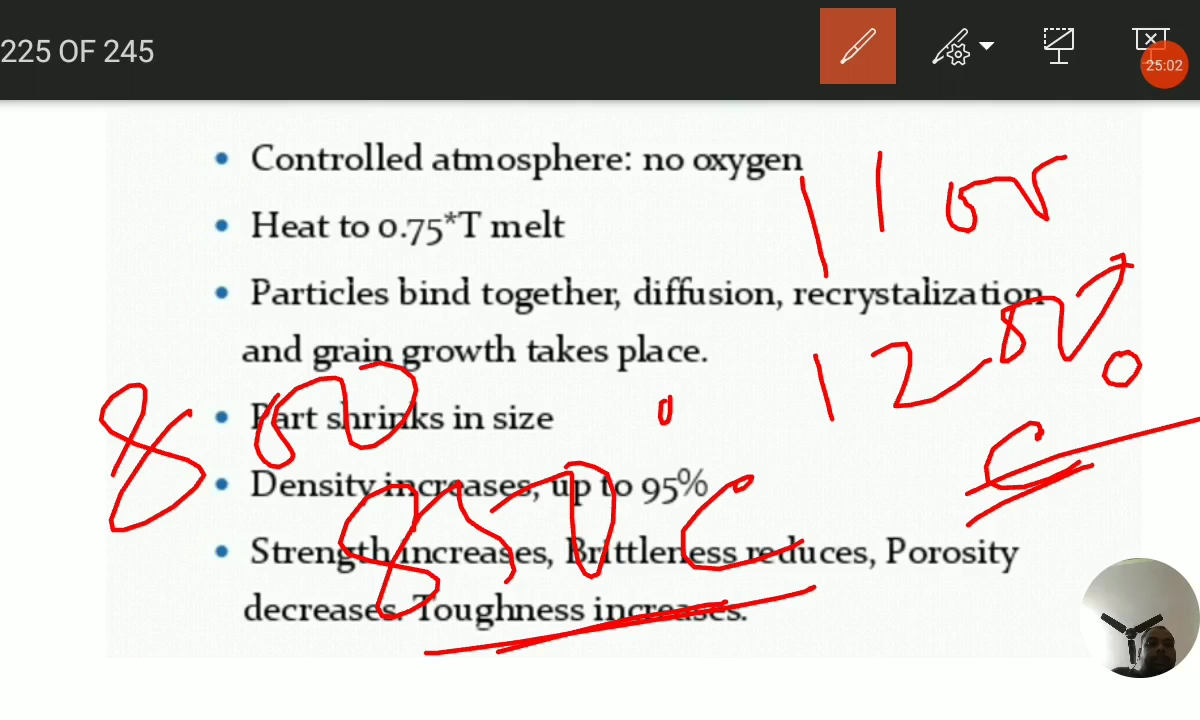 225 OF 245
25:02
• Controlled atmosphere: no oxygen
• Heat to 0.75*T melt
• Particles bind together, diffusion, recrystalization
and grain growth takes place.
• Part shrinks in size
• Density increases, up to 95%
• Strength increases, Brittleness reduces, Porosity
decreases. Toughness increases.
1100
1200°
C
800
850°C